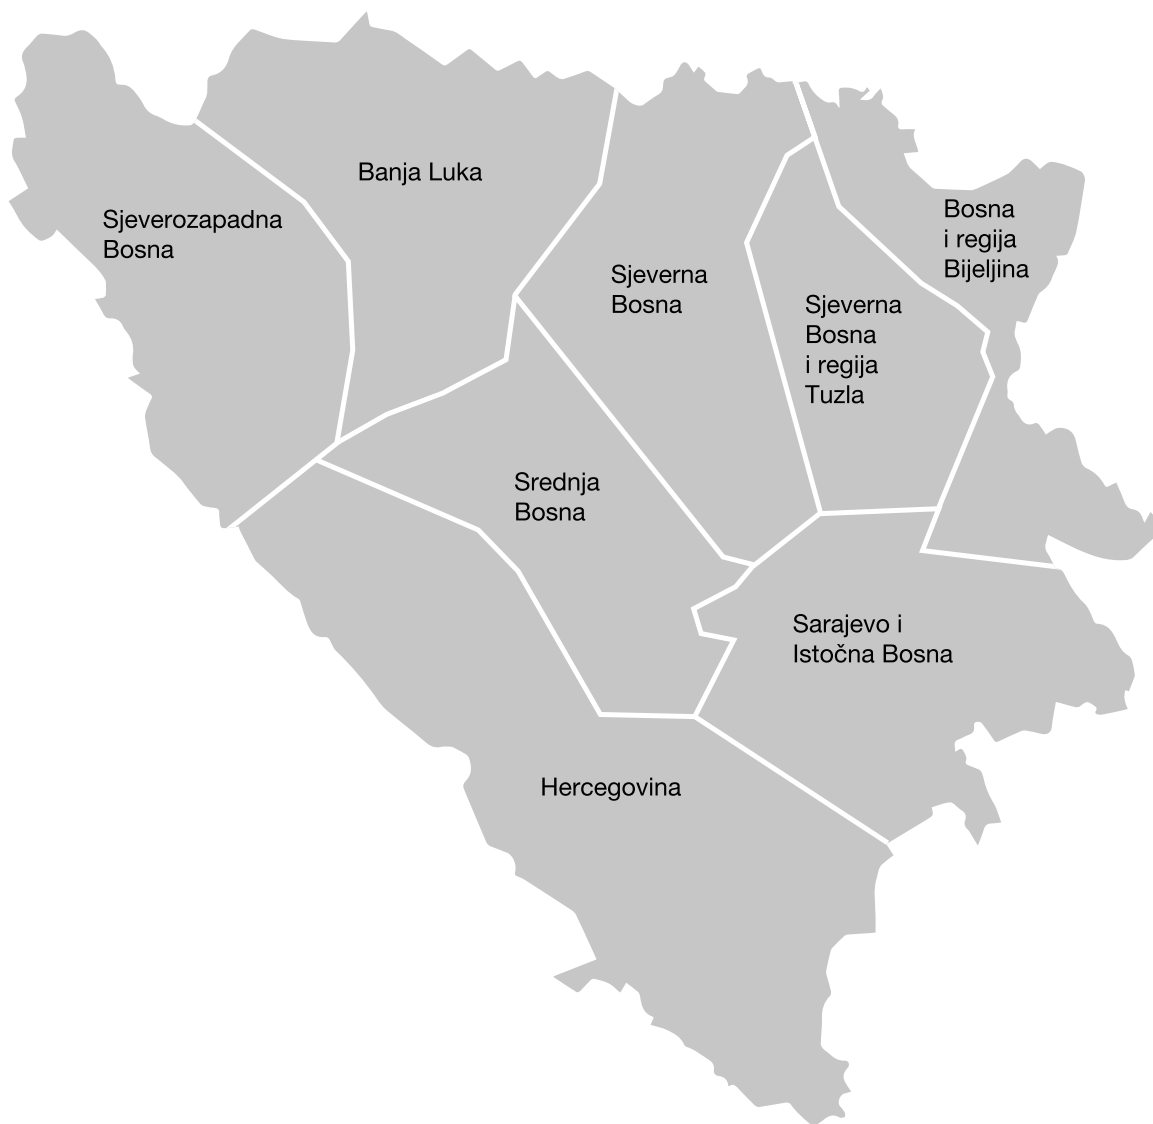 Banja Luka
Sjeverozapadna
Bosna
Bosna
i regija
Bijeljina
Sjeverna
Bosna
Sjeverna
Bosna
i regija
Tuzla
Srednja
Bosna
Sarajevo i
Istočna Bosna
Hercegovina